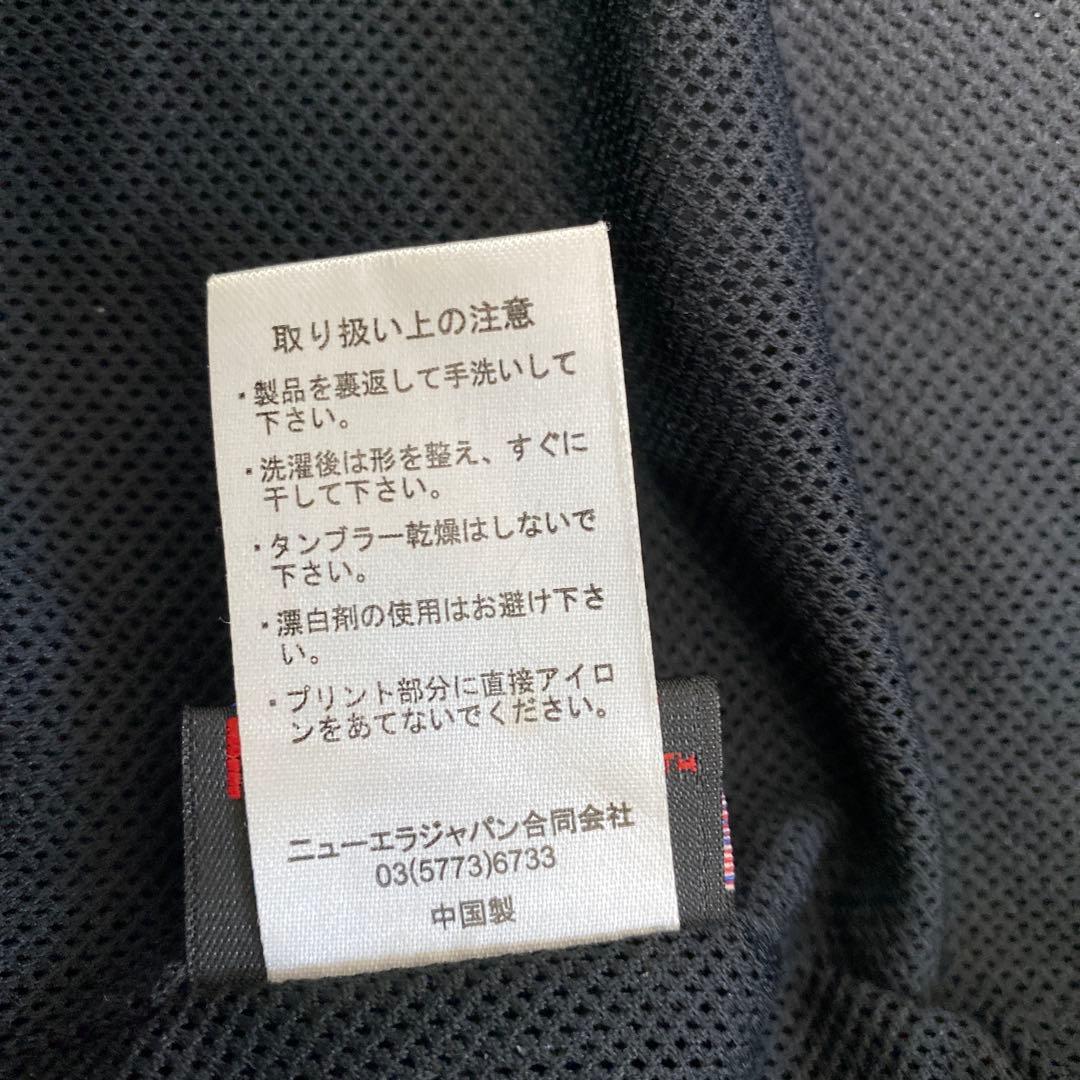 取り扱い上の注意
・製品を裏返して手洗いして
下さい。
・洗濯後は形を整え、すぐに
干して下さい。
・タンブラー乾燥はしないで
下さい。
・漂白剤の使用はお避け下さ
い。
・プリント部分に直接アイロ
ンをあてないでください。
ニューエラジャパン合同会社
03(5773)6733
中国製